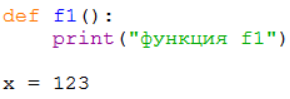 def f1():
    print("функция f1")
x = 123